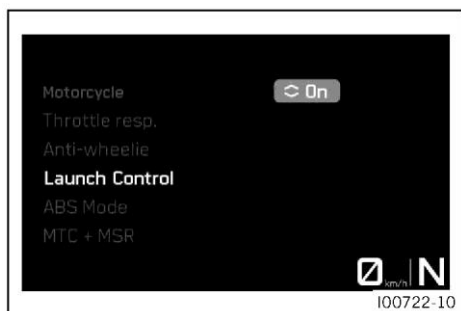 Motorcycle On
Throttle resp.
Anti-wheelie
Launch Control
ABS Mode
MTC + MSR
0 km/h N
I00722-10